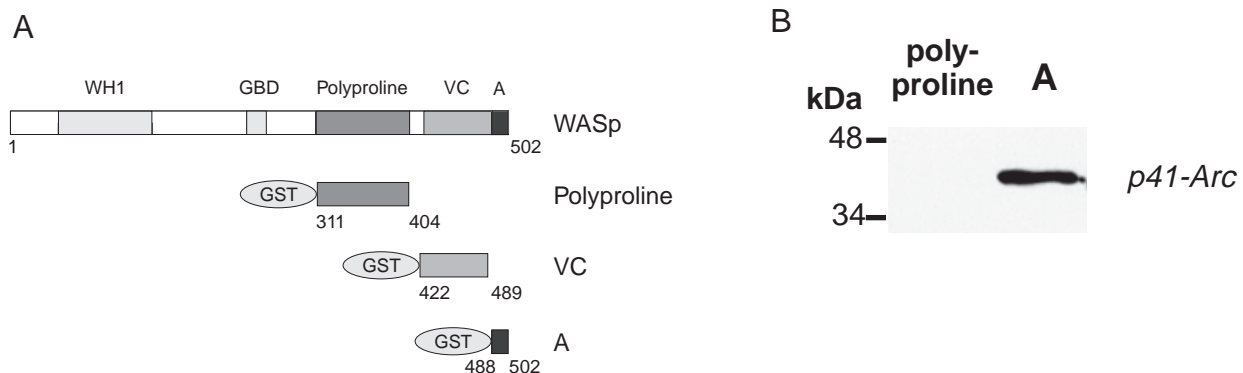 A
WH1 GBD Polyproline VC A
WASp
1 502
GST Polyproline
311 404
GST VC
422 489
GST A
488 502
B
poly-
proline A
kDa
48
p41-Arc
34